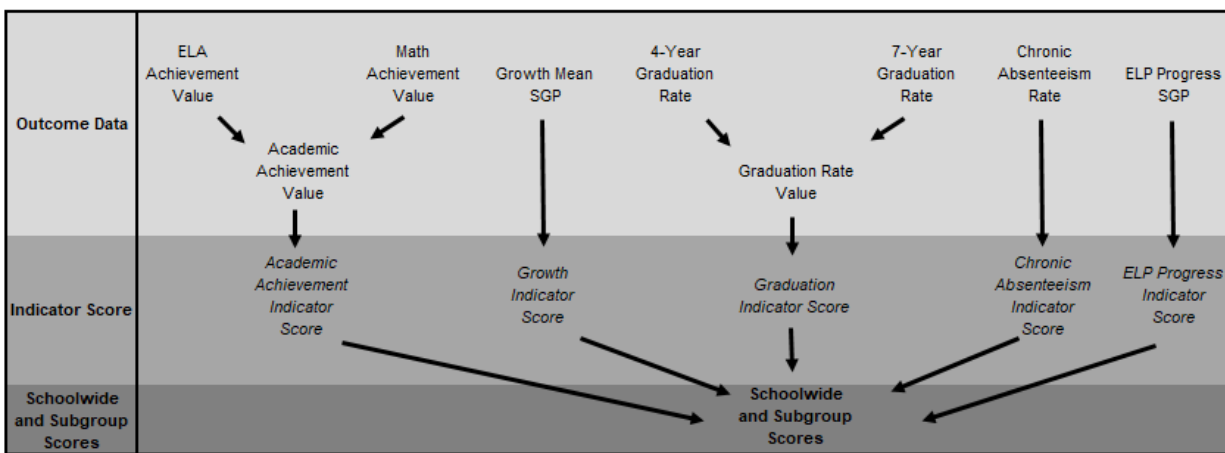 Outcome Data
ELA
Achievement
Value
Math
Achievement
Value
Growth Mean
SGP
4-Year
Graduation
Rate
7-Year
Graduation
Rate
Chronic
Absenteeism
Rate
ELP Progress
SGP
Academic
Achievement
Value
Graduation Rate
Value
Indicator Score
Academic
Achievement
Indicator
Score
Growth
Indicator
Score
Graduation
Indicator Score
Chronic
Absenteeism
Indicator
Score
ELP Progress
Indicator
Score
Schoolwide
and Subgroup
Scores
Schoolwide
and Subgroup
Scores